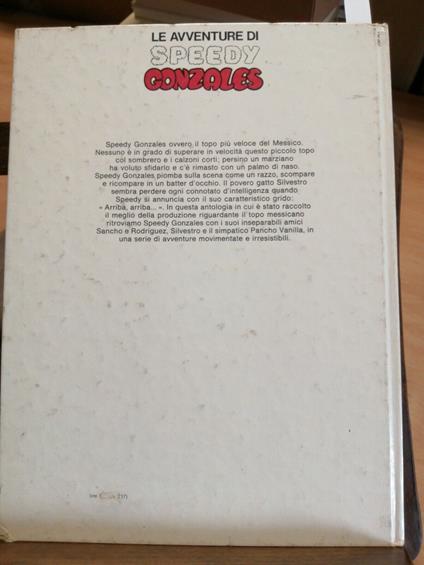 LE AVVENTURE DI
SPEEDY
GONZALES
Speedy Gonzales ovvero il topo più veloce del Messico.
Nessuno è in grado di superare in velocità questo piccolo topo
col sombrero e i calzoni corti; persino un marziano
ha voluto sfidarlo e c'è rimasto con un palmo di naso.
Speedy Gonzales piomba sulla scena come un razzo, scompare
e ricompare in un batter d'occhio. Il povero gatto Silvestro
sembra perdere ogni connotato d'intelligenza quando
Speedy si annuncia con il suo caratteristico grido:
« Arriba, arriba... ». In questa antologia in cui è stato raccolto
il meglio della produzione riguardante il topo messicano
ritroviamo Speedy Gonzales con i suoi inseparabili amici
Sancho e Rodriguez, Silvestro e il simpatico Pancho Vanilla, in
una serie di avventure movimentate e irresistibili.